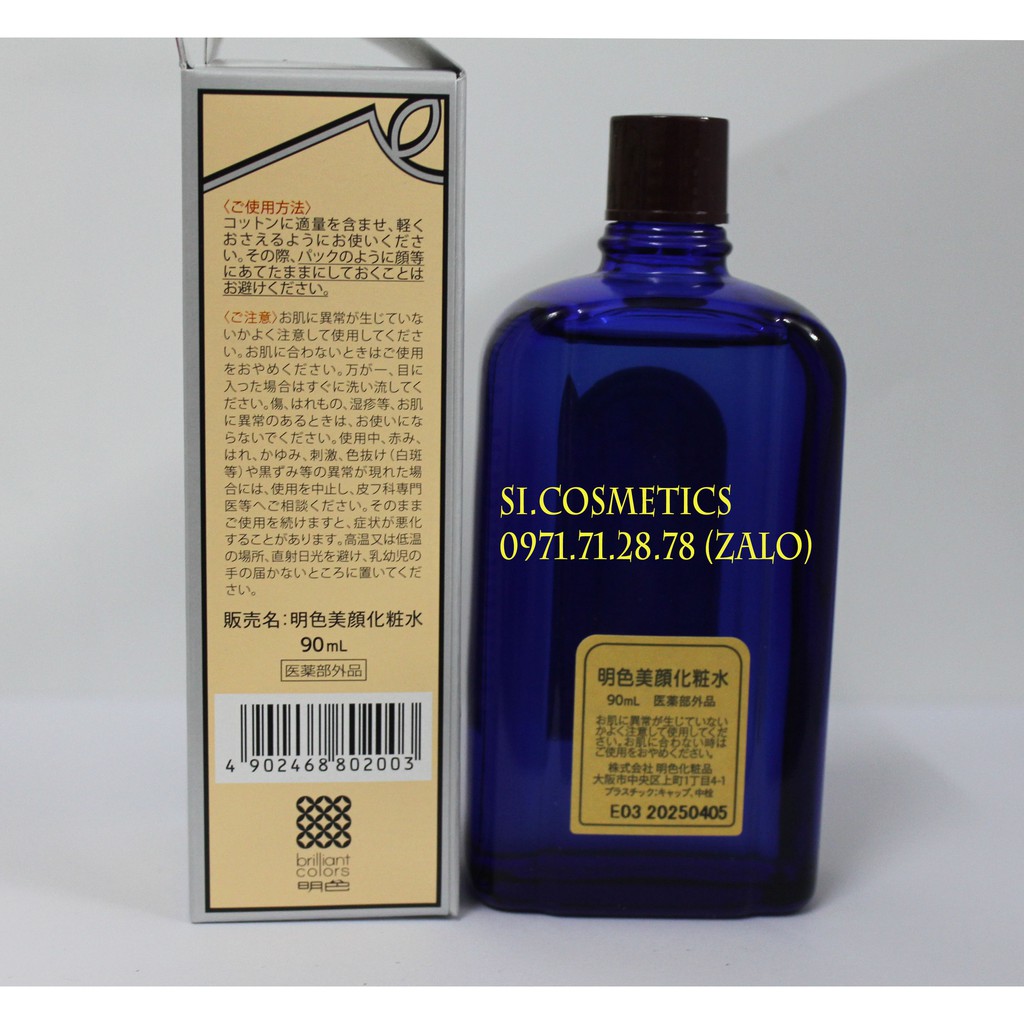 〈ご使用方法〉
コットンに適量を含ませ、軽く
おさえるようにお使いくださ
い。その際、パックのように顔等
にあてたままにしておくことは
お避けください。
〈ご注意〉お肌に異常が生じていな
いかよく注意して使用してくださ
い。お肌に合わないときはご使用
をおやめください。万が一、目に
入った場合はすぐに洗い流してく
ださい。傷、はれもの、湿疹等、お肌
に異常のあるときは、お使いにな
らないでください。使用中、赤み、
はれ、かゆみ、刺激、色抜け(白斑
等)や黒ずみ等の異常が現れた場
合には、使用を中止し、皮フ科専門
医等へご相談ください。そのまま
ご使用を続けますと、症状が悪化
することがあります。高温又は低温
の場所、直射日光を避け、乳幼児の
手の届かないところに置いてくだ
さい。
販売名:明色美顔化粧水
90mL
医薬部外品
4 902468 802003
brilliant
colors
明色
SI.COSMETICS
0971.71.28.78 (ZALO)
明色美顔化粧水
90mL 医薬部外品
お肌に異常が生じていない
かよく注意して使用してくだ
さい。お肌に合わない時は
ご使用をおやめください。
株式会社 明色化粧品
大阪市中央区上町1丁目4-1
プラスチック:キャップ、中栓
E03 20250405